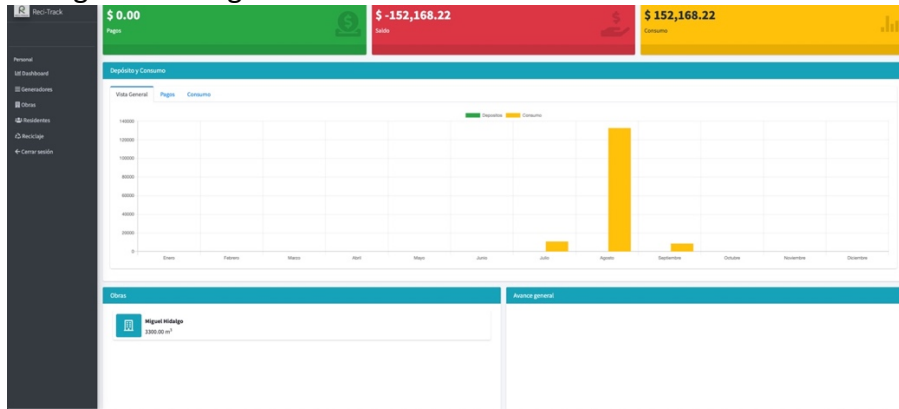 R Reci-Track
$ 0.00
Pagos
$ -152,168.22
Saldo
$ 152,168.22
Consumo
Personal
Dashboard
Generadores
Obras
Residentes
Reciclaje
Cerrar sesión
Depósito y Consumo
Vista General Pagos Consumo
Depositos Consumo
140000
120000
100000
80000
60000
40000
20000
0
Enero Febrero Marzo Abril Mayo Junio Julio Agosto Septiembre Octubre Noviembre Diciembre
Obras
Miguel Hidalgo
3300.00 m³
Avance general